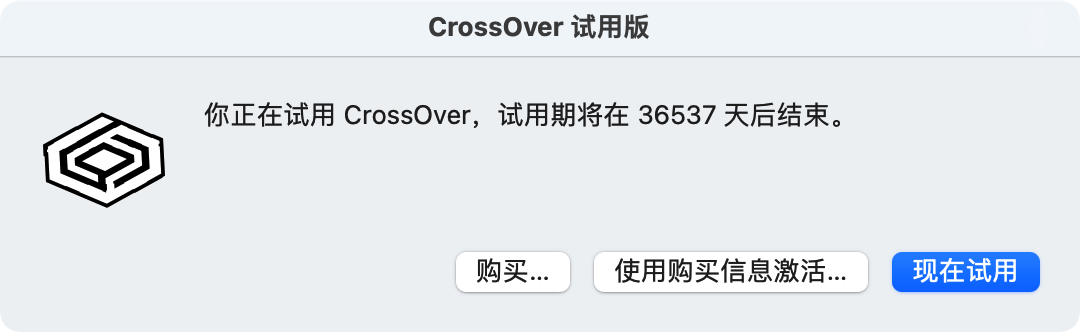 CrossOver 试用版
你正在试用 CrossOver，试用期将在 36537 天后结束。
购买...
使用购买信息激活...
现在试用